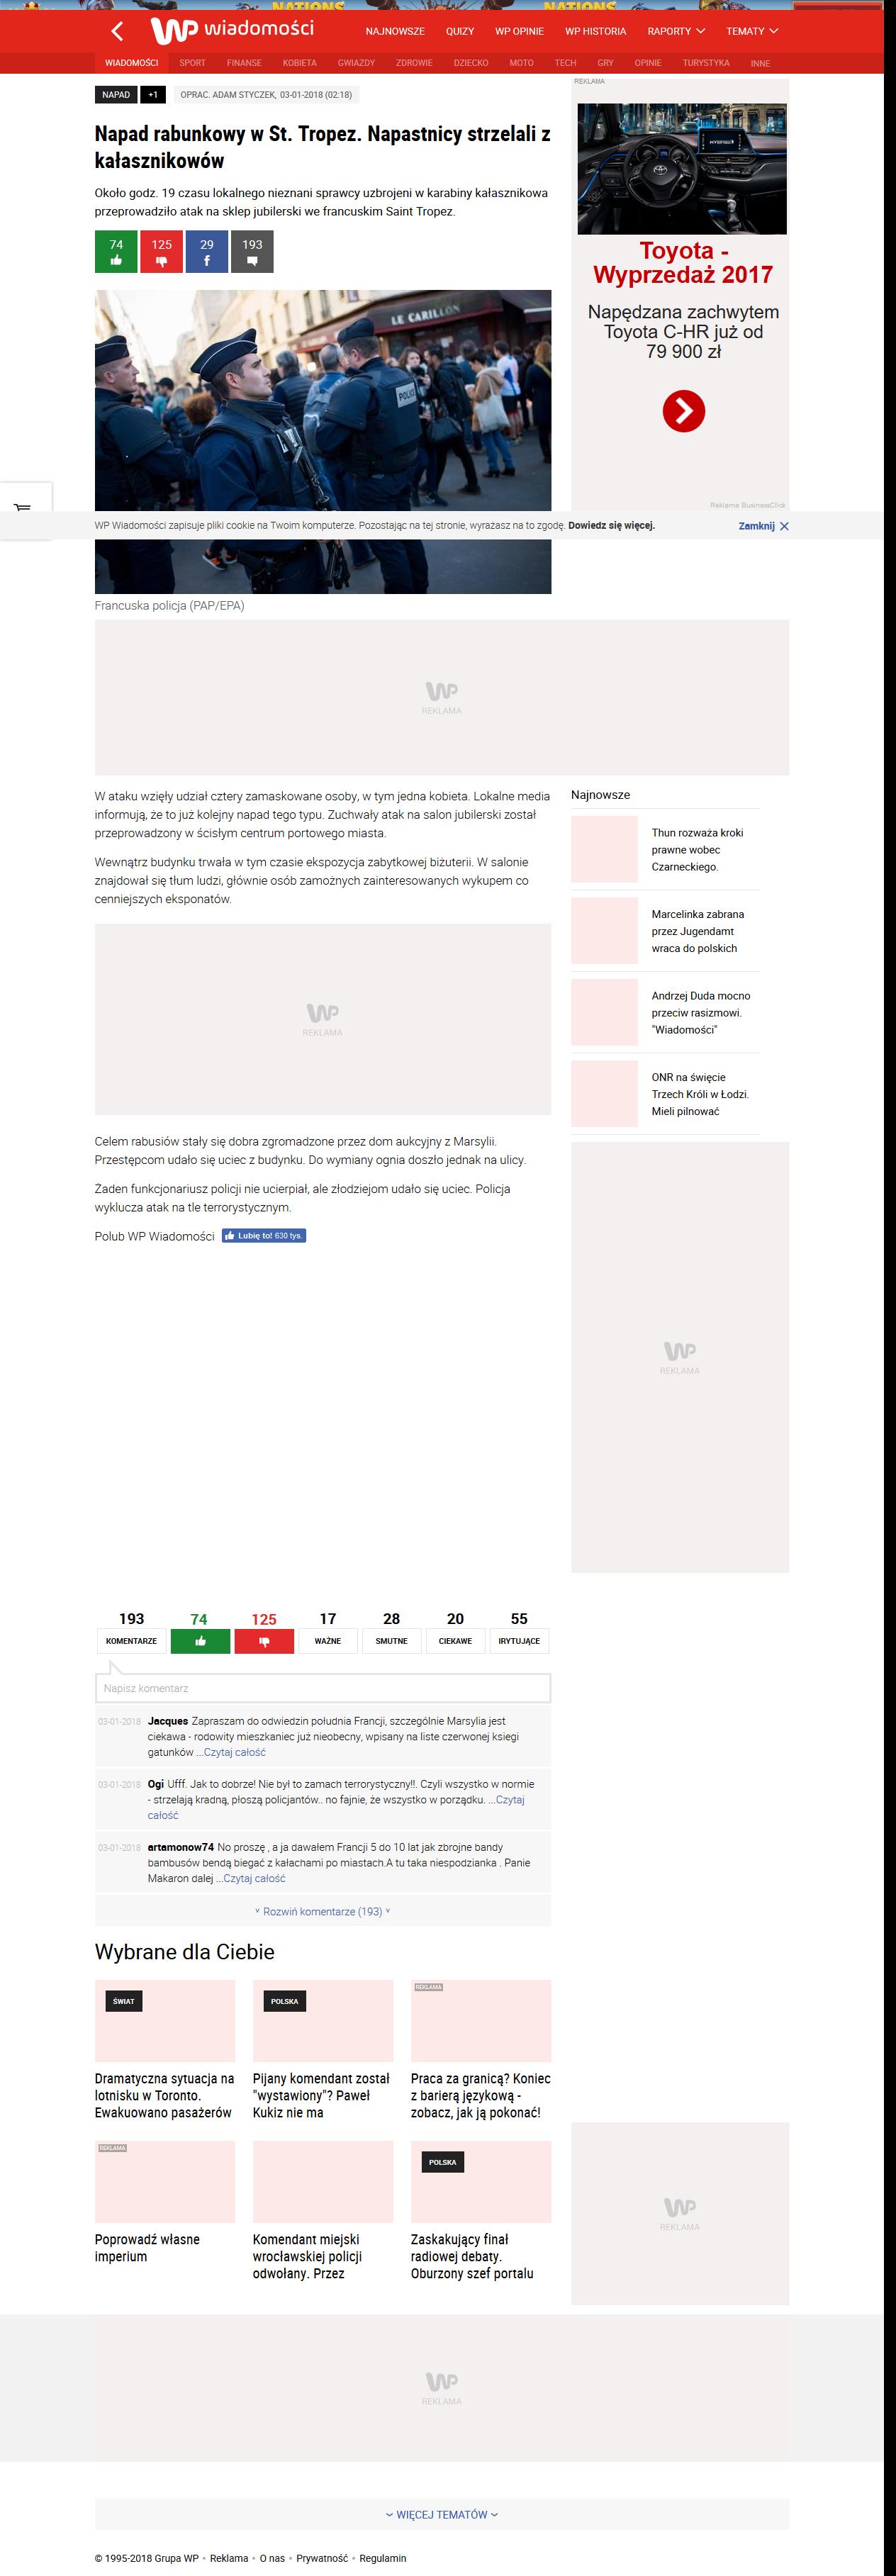 NATIONS
NATIONS
wp wiadomości
NAJNOWSZE QUIZY WP OPINIE WP HISTORIA RAPORTY TEMATY
WIADOMOŚCI SPORT FINANSE KOBIETA GWIAZDY ZDROWIE DZIECKO MOTO TECH GRY OPINIE TURYSTYKA INNE
NAPAD +1 OPRAC. ADAM STYCZEK, 03-01-2018 (02:18)
Napad rabunkowy w St. Tropez. Napastnicy strzelali z
kałasznikowów
Około godz. 19 czasu lokalnego nieznani sprawcy uzbrojeni w karabiny kałasznikowa
przeprowadziło atak na sklep jubilerski we francuskim Saint Tropez.
74 125 29 193
REKLAMA
Toyota -
Wyprzedaż 2017
Napędzana zachwytem
Toyota C-HR już od
79 900 zł
Reklama BusinessClick
LE CARILLON
POLICE
WP Wiadomości zapisuje pliki cookie na Twoim komputerze. Pozostając na tej stronie, wyrażasz na to zgodę. Dowiedz się więcej. Zamknij
Francuska policja (PAP/EPA)
WP
REKLAMA
W ataku wzięły udział cztery zamaskowane osoby, w tym jedna kobieta. Lokalne media
informują, że to już kolejny napad tego typu. Zuchwały atak na salon jubilerski został
przeprowadzony w ścisłym centrum portowego miasta.
Wewnątrz budynku trwała w tym czasie ekspozycja zabytkowej biżuterii. W salonie
znajdował się tłum ludzi, głównie osób zamożnych zainteresowanych wykupem co
cenniejszych eksponatów.
WP
REKLAMA
Celem rabusiów stały się dobra zgromadzone przez dom aukcyjny z Marsylii.
Przestępcom udało się uciec z budynku. Do wymiany ognia doszło jednak na ulicy.
Żaden funkcjonariusz policji nie ucierpiał, ale złodziejom udało się uciec. Policja
wyklucza atak na tle terrorystycznym.
Polub WP Wiadomości Lubię to! 630 tys.
Najnowsze
Thun rozważa kroki
prawne wobec
Czarneckiego.
Marcelinka zabrana
przez Jugendamt
wraca do polskich
Andrzej Duda mocno
przeciw rasizmowi.
"Wiadomości"
ONR na święcie
Trzech Króli w Łodzi.
Mieli pilnować
WP
REKLAMA
193 74 125 17 28 20 55
KOMENTARZE WAŻNE SMUTNE CIEKAWE IRYTUJĄCE
Napisz komentarz
03-01-2018 Jacques Zapraszam do odwiedzin południa Francji, szczególnie Marsylia jest
ciekawa - rodowity mieszkaniec już nieobecny, wpisany na liste czerwonej ksiegi
gatunków ...Czytaj całość
03-01-2018 Ogi Ufff. Jak to dobrze! Nie był to zamach terrorystyczny!!. Czyli wszystko w normie
- strzelają kradną, płoszą policjantów.. no fajnie, że wszystko w porządku. ...Czytaj
całość
03-01-2018 artamonow74 No proszę , a ja dawałem Francji 5 do 10 lat jak zbrojne bandy
bambusów bendą biegać z kałachami po miastach.A tu taka niespodzianka . Panie
Makaron dalej ...Czytaj całość
Rozwiń komentarze (193)
Wybrane dla Ciebie
ŚWIAT
Dramatyczna sytuacja na
lotnisku w Toronto.
Ewakuowano pasażerów
POLSKA
Pijany komendant został
"wystawiony"? Paweł
Kukiz nie ma
REKLAMA
Praca za granicą? Koniec
z barierą językową -
zobacz, jak ją pokonać!
REKLAMA
Poprowadź własne
imperium
Komendant miejski
wrocławskiej policji
odwołany. Przez
POLSKA
Zaskakujący finał
radiowej debaty.
Oburzony szef portalu
WP
REKLAMA
WP
REKLAMA
WIĘCEJ TEMATÓW
© 1995-2018 Grupa WP • Reklama • O nas • Prywatność • Regulamin